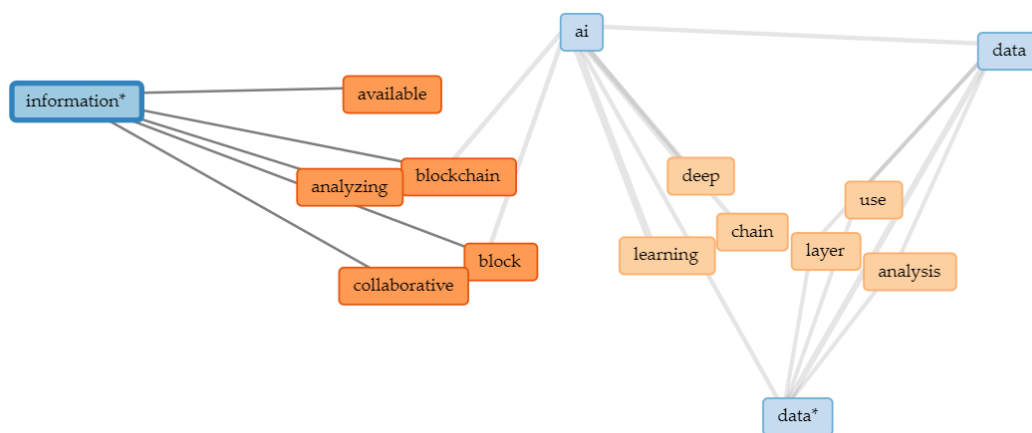 ai
data
information*
available
blockchain
analyzing
deep
use
chain
learning
layer
block
analysis
collaborative
data*